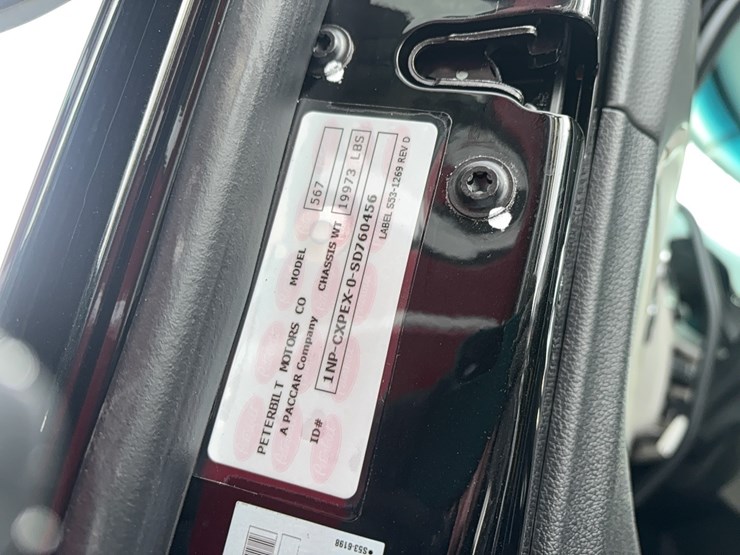 PETERBILT MOTORS CO MODEL 567
A PACCAR Company CHASSIS WT 19973 LBS
ID# 1NP-CXPEX-0-SD760456
LABEL S53-1269 REV D
S53-6198